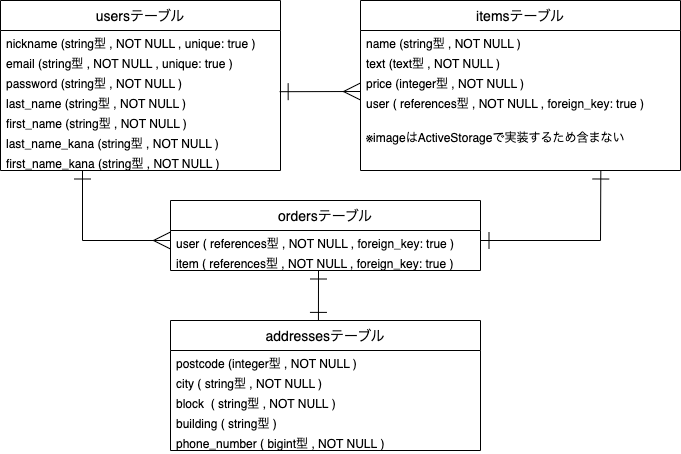 usersテーブル
nickname (string型 , NOT NULL , unique: true )
email (string型 , NOT NULL , unique: true )
password (string型 , NOT NULL )
last_name (string型 , NOT NULL )
first_name (string型 , NOT NULL )
last_name_kana (string型 , NOT NULL )
first_name_kana (string型 , NOT NULL )
itemsテーブル
name (string型 , NOT NULL )
text (text型 , NOT NULL )
price (integer型 , NOT NULL )
user ( references型 , NOT NULL , foreign_key: true )
※imageはActiveStorageで実装するため含まない
ordersテーブル
user ( references型 , NOT NULL , foreign_key: true )
item ( references型 , NOT NULL , foreign_key: true )
addressesテーブル
postcode (integer型 , NOT NULL )
city ( string型 , NOT NULL )
block ( string型 , NOT NULL )
building ( string型 )
phone_number ( bigint型 , NOT NULL )